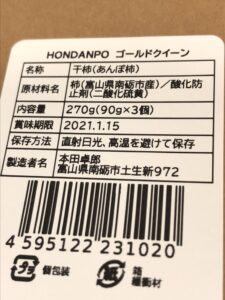 HONDANPO ゴールドクイーン
名称 干柿(あんぽ柿)
原材料名 柿(富山県南砺市産)/酸化防
止剤(二酸化硫黄)
内容量 270g(90g×3個)
賞味期限 2021.1.15
保存方法 直射日光、高温を避けて保存
製造者名 本田卓郎
富山県南砺市土生新972
4 595122 231020
プラ 個包装
紙 箱
緩衝材